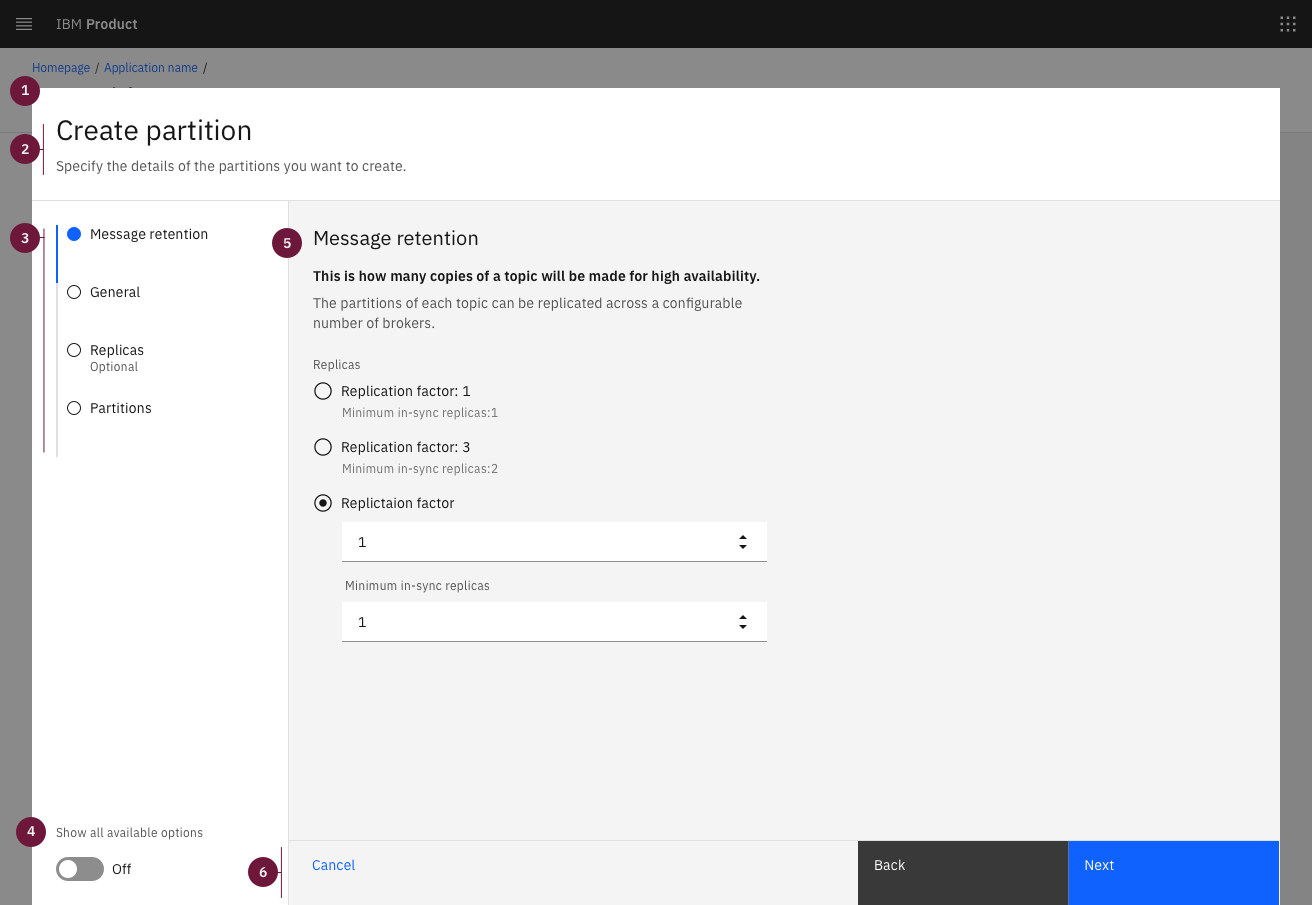 IBM Product
Homepage / Application name /
1
2
Create partition
Specify the details of the partitions you want to create.
3
Message retention
General
Replicas
Optional
Partitions
4
Show all available options
Off
5
Message retention
This is how many copies of a topic will be made for high availability.
The partitions of each topic can be replicated across a configurable
number of brokers.
Replicas
Replication factor: 1
Minimum in-sync replicas:1
Replication factor: 3
Minimum in-sync replicas:2
Replictaion factor
1
Minimum in-sync replicas
1
6
Cancel
Back
Next